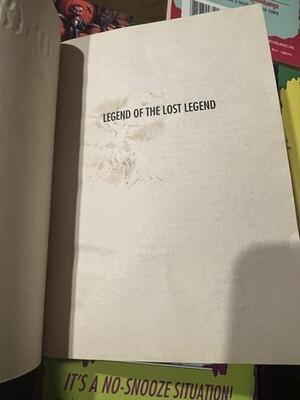 LEGEND OF THE LOST LEGEND
IT'S A NO-SNOOZE SITUATION!